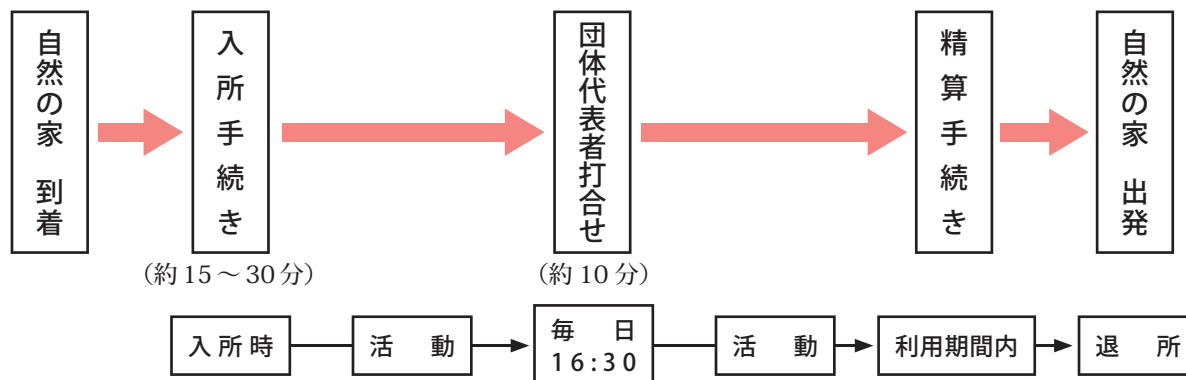 自然の家 到着
入所手続き
団体代表者打合せ
精算手続き
自然の家 出発
（約15～30分）
（約10分）
入所時
活 動
毎 日
16:30
活 動
利用期間内
退 所